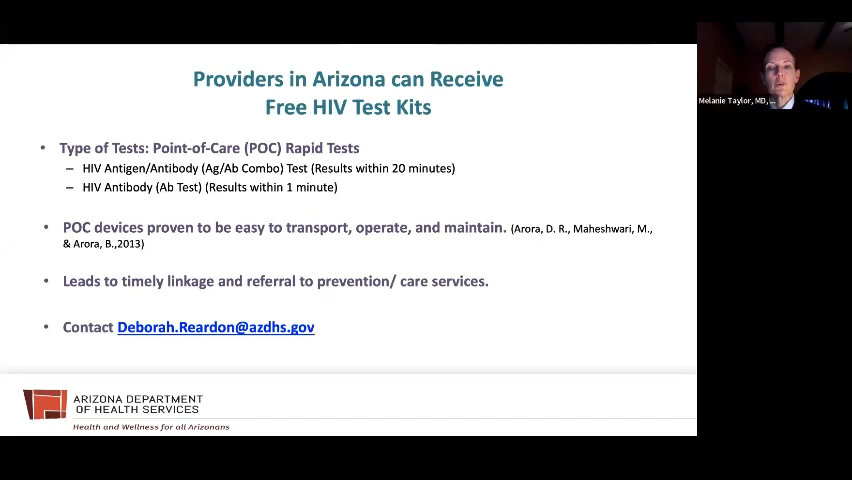 Providers in Arizona can Receive
Free HIV Test Kits
• Type of Tests: Point-of-Care (POC) Rapid Tests
– HIV Antigen/Antibody (Ag/Ab Combo) Test (Results within 20 minutes)
– HIV Antibody (Ab Test) (Results within 1 minute)
• POC devices proven to be easy to transport, operate, and maintain. (Arora, D. R., Maheshwari, M.,
& Arora, B.,2013)
• Leads to timely linkage and referral to prevention/ care services.
• Contact Deborah.Reardon@azdhs.gov
ARIZONA DEPARTMENT
OF HEALTH SERVICES
Health and Wellness for all Arizonans
Melanie Taylor, MD, ...